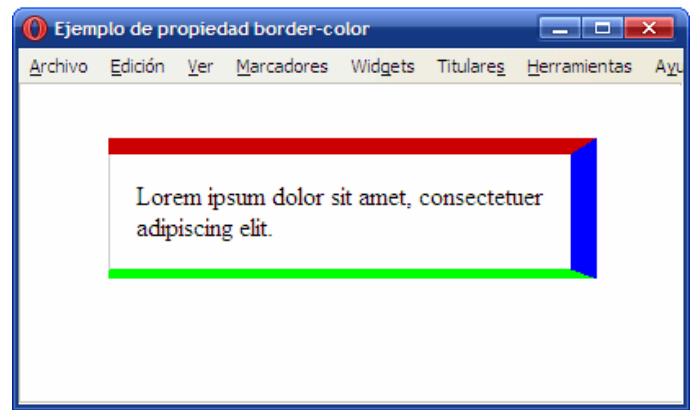 Ejemplo de propiedad border-color
Archivo Edición Ver Marcadores Widgets Titulares Herramientas Ayu
Lorem ipsum dolor sit amet, consectetuer
adipiscing elit.